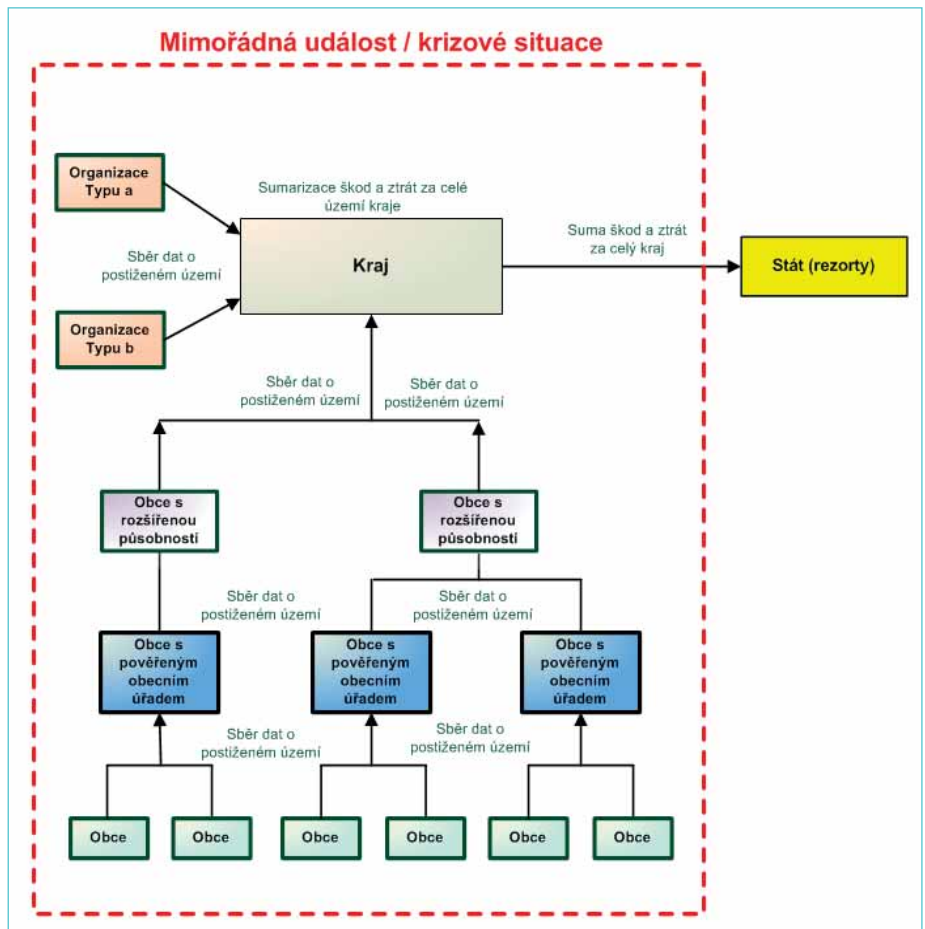 Mimořádná událost / krizové situace
Organizace
Typu a
Sumarizace škod a ztrát za celé
území kraje
Suma škod a ztrát
za celý kraj
Sběr dat o
postiženém území
Kraj
Stát (rezorty)
Organizace
Typu b
Sběr dat o
postiženém území
Sběr dat o
postiženém území
Obce s
rozšířenou
působností
Obce s
rozšířenou
působností
Sběr dat o
postiženém území
Sběr dat o
postiženém území
Obce s
pověřeným
obecním
úřadem
Obce s
pověřeným
obecním
úřadem
Obce s
pověřeným
obecním
úřadem
Sběr dat o
postiženém území
Sběr dat o
postiženém území
Obce
Obce
Obce
Obce
Obce
Obce